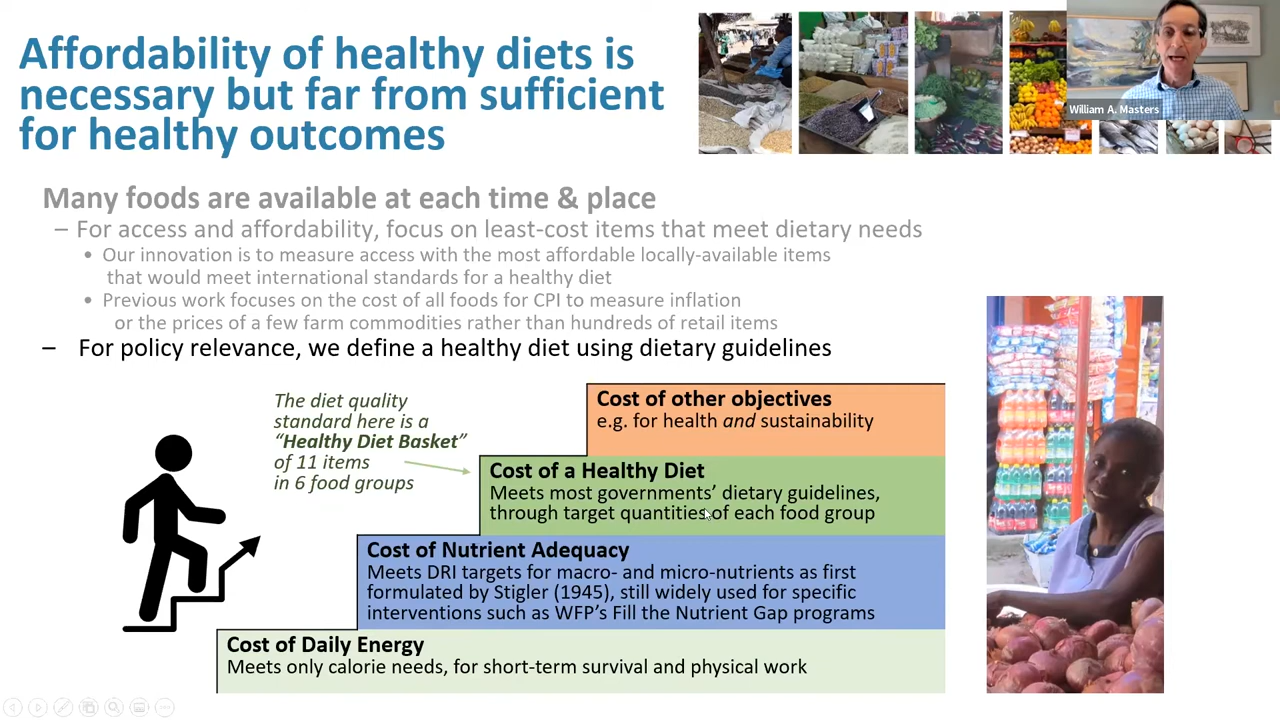 Affordability of healthy diets is
necessary but far from sufficient
for healthy outcomes
William A. Masters
Many foods are available at each time & place
– For access and affordability, focus on least-cost items that meet dietary needs
• Our innovation is to measure access with the most affordable locally-available items
that would meet international standards for a healthy diet
• Previous work focuses on the cost of all foods for CPI to measure inflation
or the prices of a few farm commodities rather than hundreds of retail items
– For policy relevance, we define a healthy diet using dietary guidelines
The diet quality
standard here is a
“Healthy Diet Basket”
of 11 items
in 6 food groups
Cost of other objectives
e.g. for health and sustainability
Cost of a Healthy Diet
Meets most governments’ dietary guidelines,
through target quantities of each food group
Cost of Nutrient Adequacy
Meets DRI targets for macro- and micro-nutrients as first
formulated by Stigler (1945), still widely used for specific
interventions such as WFP’s Fill the Nutrient Gap programs
Cost of Daily Energy
Meets only calorie needs, for short-term survival and physical work